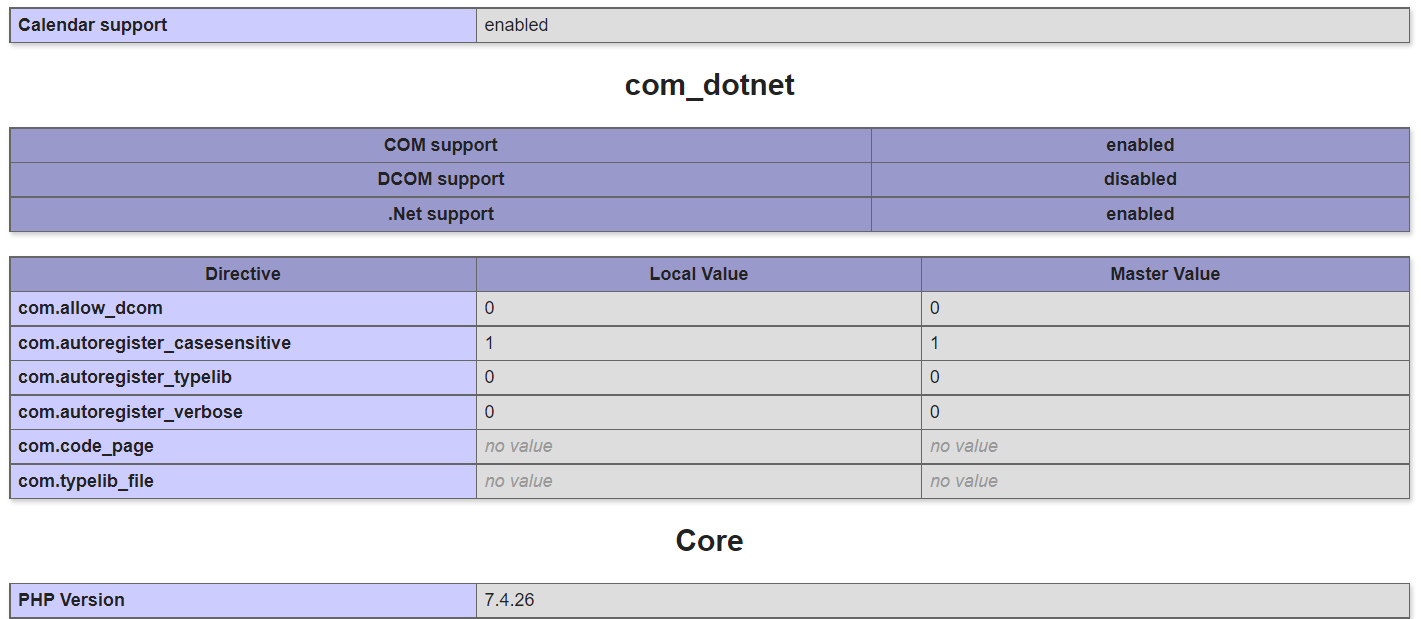 Calendar support enabled
com_dotnet
COM support enabled
DCOM support disabled
.Net support enabled
Directive Local Value Master Value
com.allow_dcom 0 0
com.autoregister_casesensitive 1 1
com.autoregister_typelib 0 0
com.autoregister_verbose 0 0
com.code_page no value no value
com.typelib_file no value no value
Core
PHP Version 7.4.26